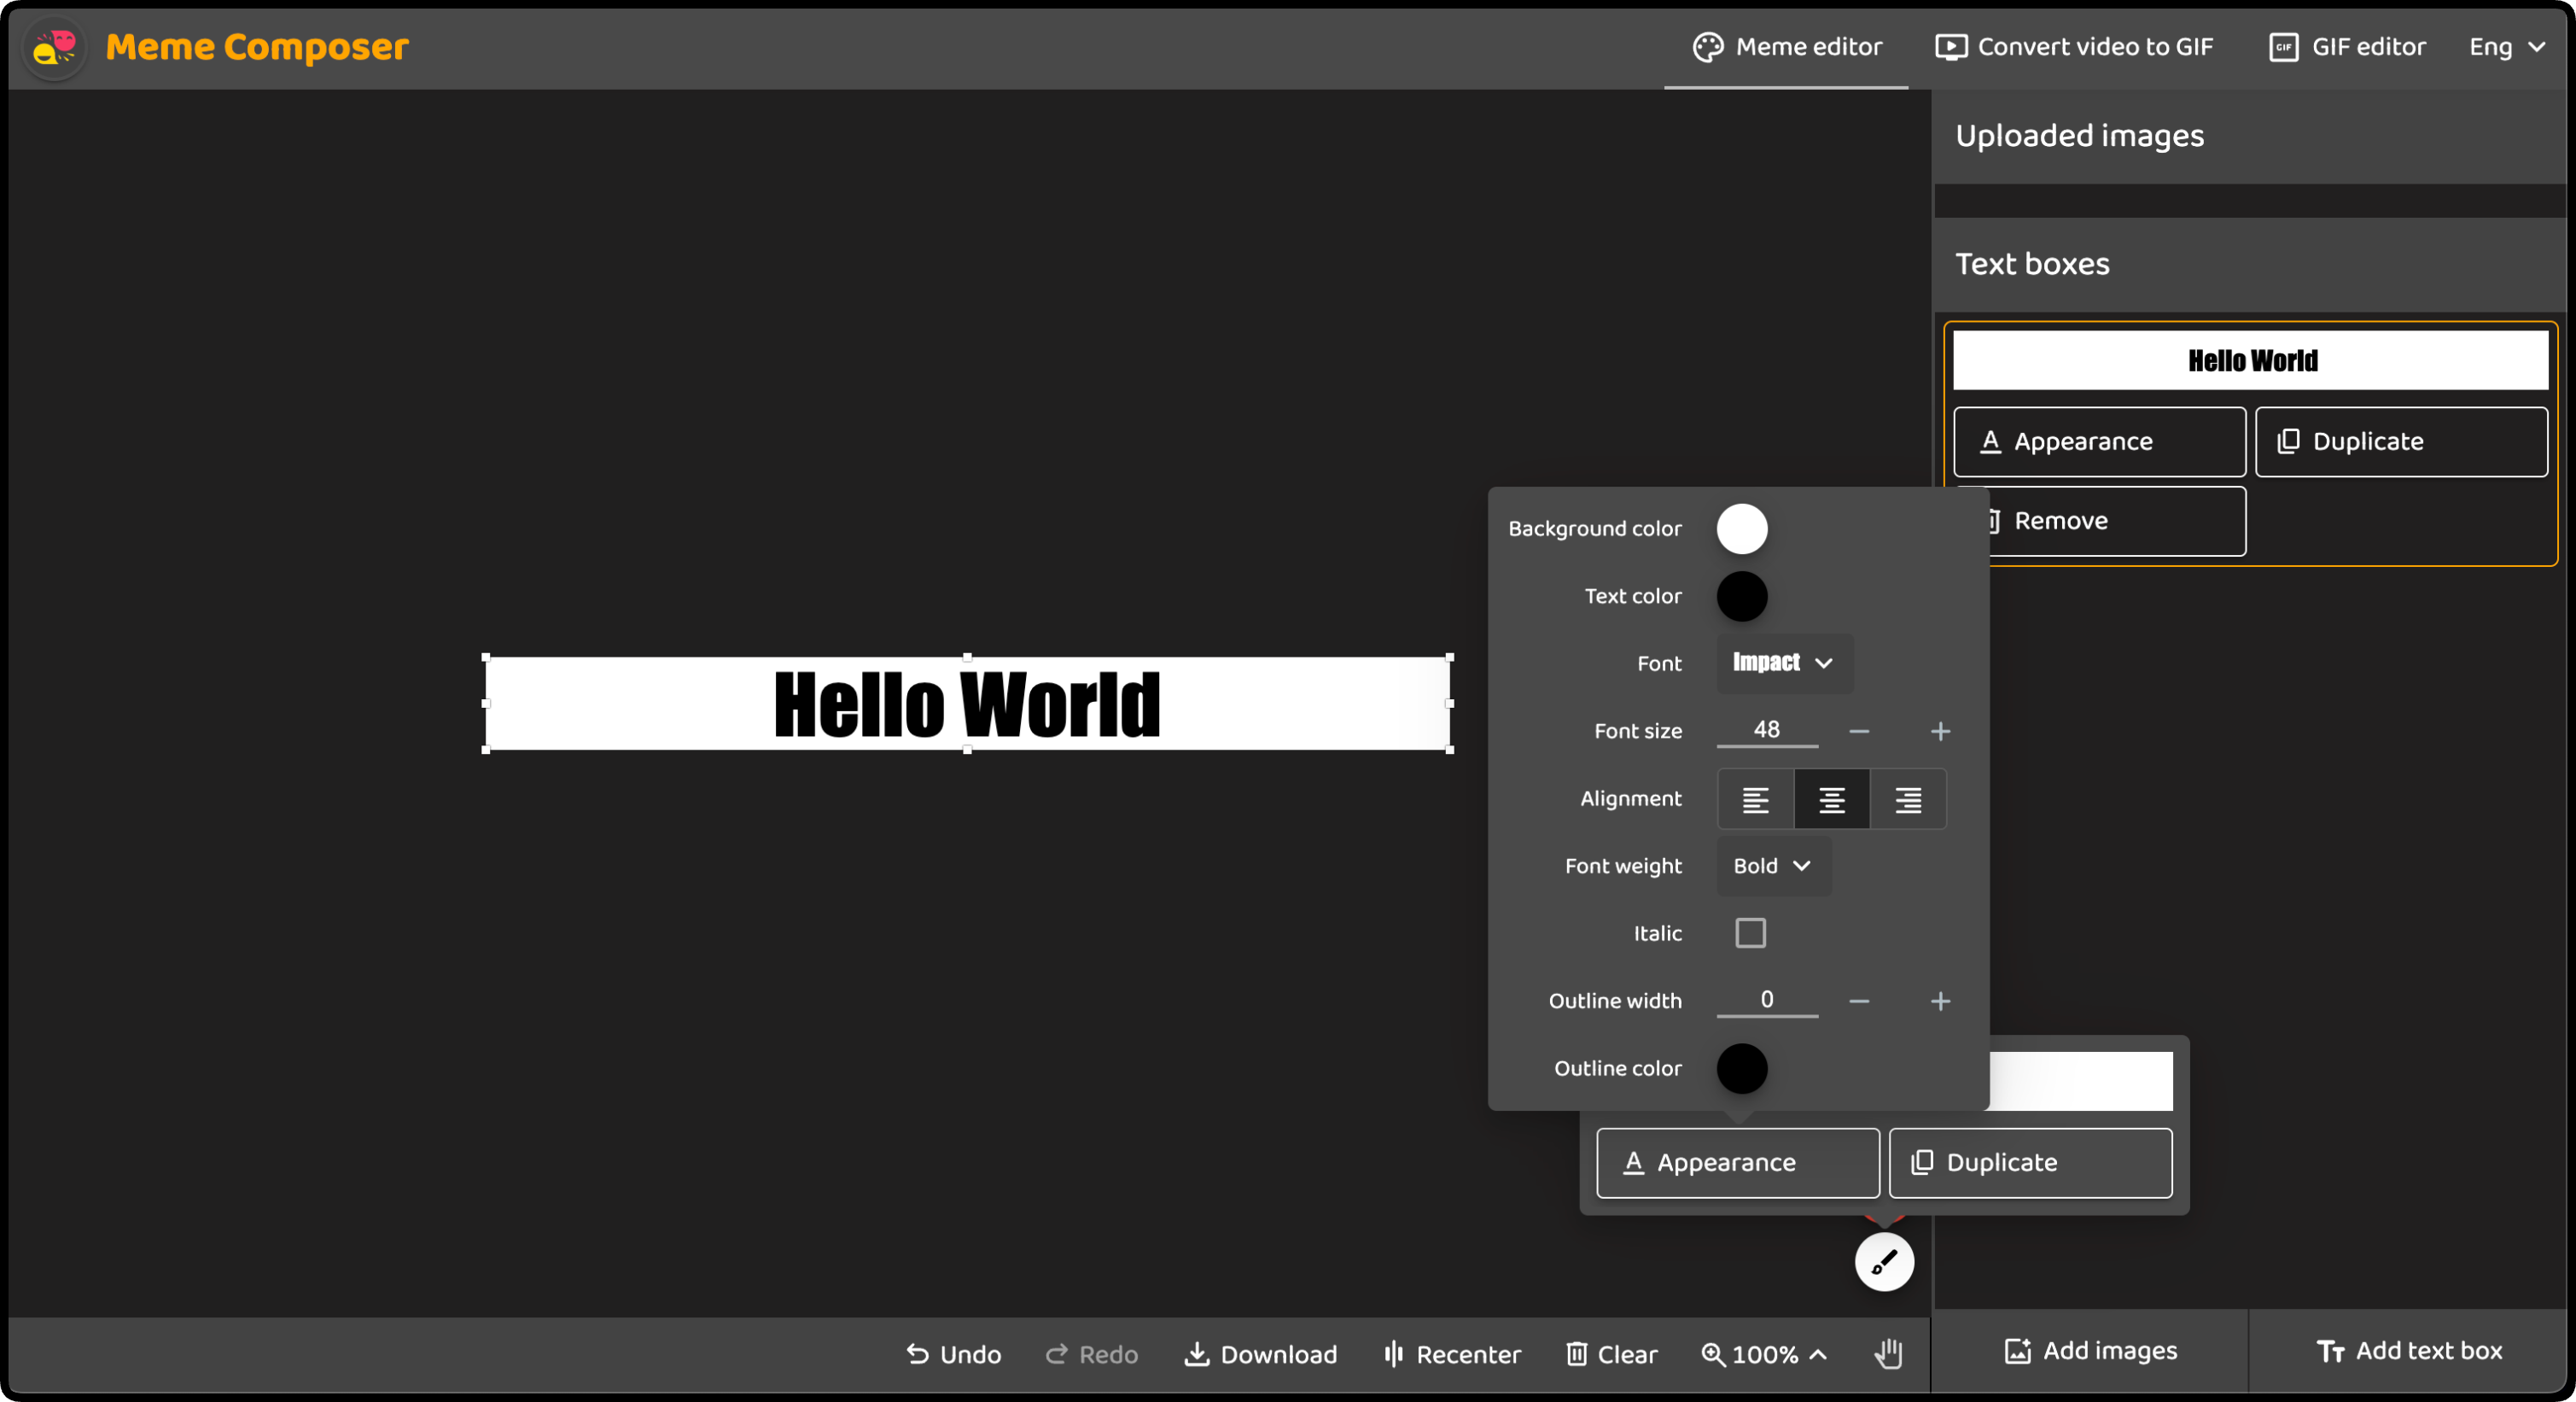 Meme Composer
Meme editor
Convert video to GIF
GIF
GIF editor
Eng
Uploaded images
Text boxes
Hello World
A Appearance
Duplicate
Remove
Background color
Text color
Font
Impact
Font size
48
Alignment
Font weight
Bold
Italic
Outline width
0
Outline color
Hello World
A Appearance
Duplicate
Undo
Redo
Download
Recenter
Clear
100%
Add images
Tt Add text box